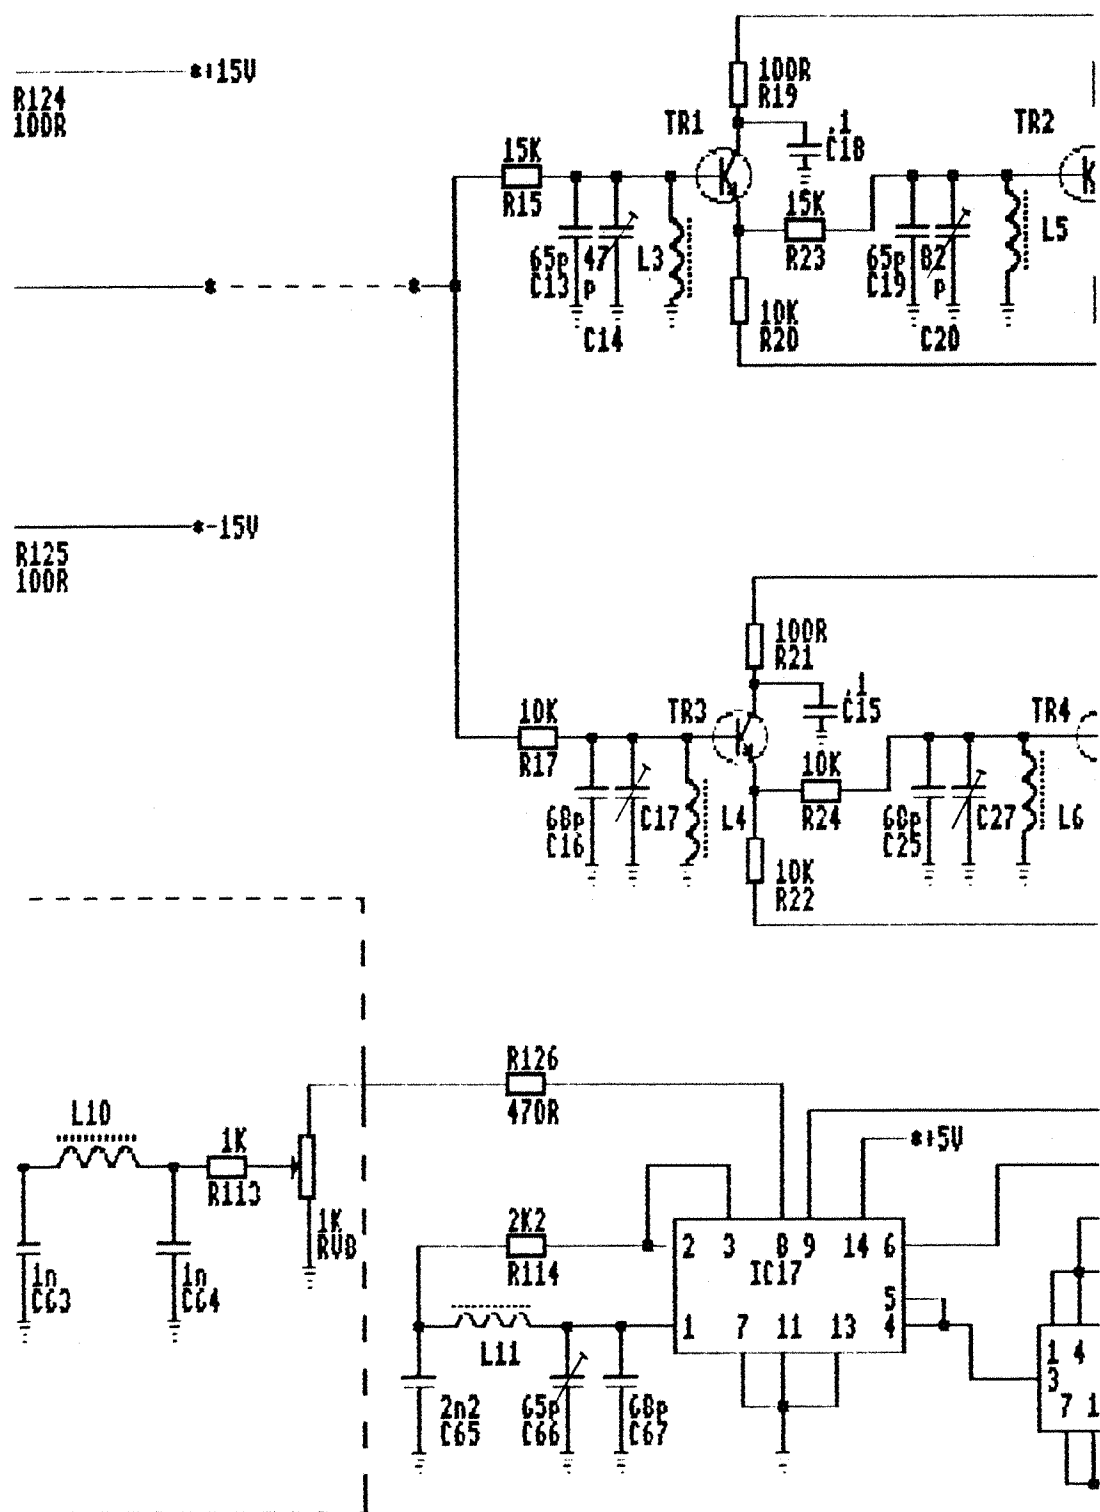 +15V
R124
100R
100R
R19
TR1
.1
C18
TR2
15K
R15
15K
R23
L5
65p 47
C13 p
C14
L3
65p 82
C19 p
C20
10K
R20
-15V
R125
100R
100R
R21
10K
R17
TR3
.1
C15
TR4
10K
R24
68p
C16
C17
L4
68p
C25
C27
L6
10K
R22
R126
470R
L10
1K
R113
+5V
1K
RV8
2K2
R114
2 3 8 9 14 6
IC17
5
1 7 11 13 4
1n
C63
1n
C64
L11
2n2
C65
65p
C66
68p
C67
1 4
3
7 1